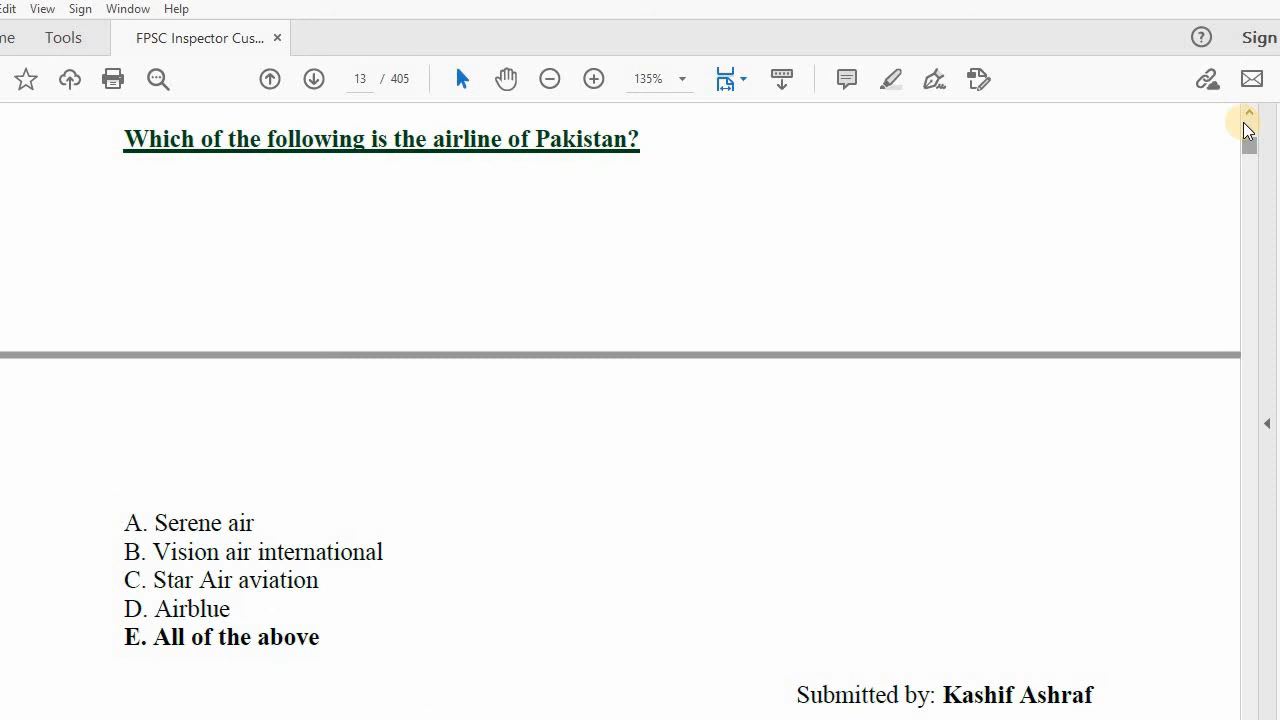 Edit View Sign Window Help
me Tools FPSC Inspector Cus... × ? Sign
13 / 405 135%
Which of the following is the airline of Pakistan?
A. Serene air
B. Vision air international
C. Star Air aviation
D. Airblue
E. All of the above
Submitted by: Kashif Ashraf